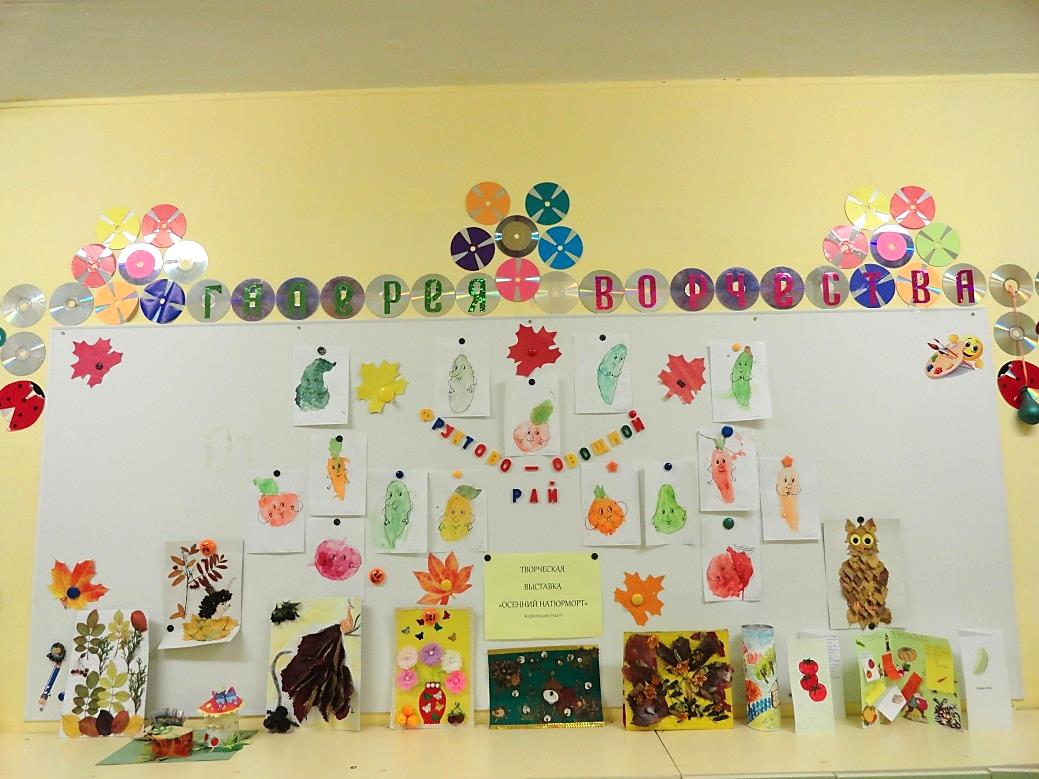 ГАЛЕРЕЯ ВОРЧЕСТВА
ФРУКТОВО – ОВОЩНОЙ
РАЙ
ТВОРЧЕСКАЯ
ВЫСТАВКА
«ОСЕННИЙ НАТЮРМОРТ»